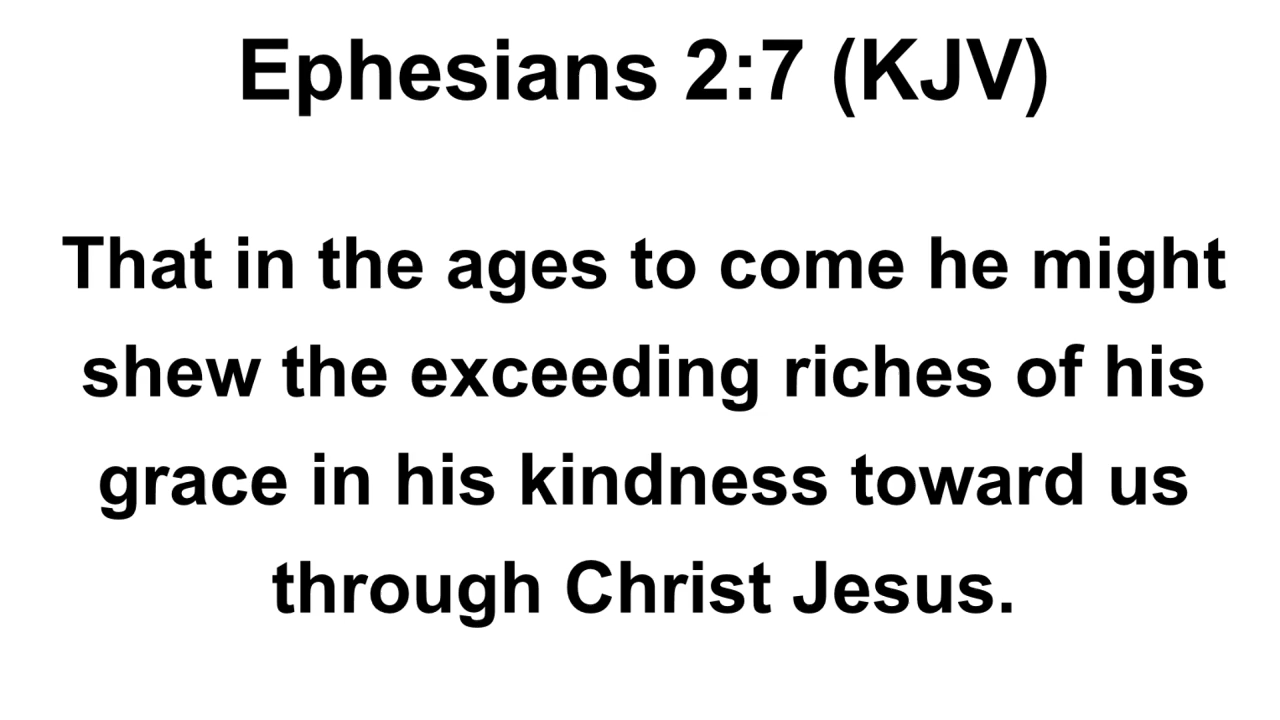 Ephesians 2:7 (KJV)
That in the ages to come he might
shew the exceeding riches of his
grace in his kindness toward us
through Christ Jesus.